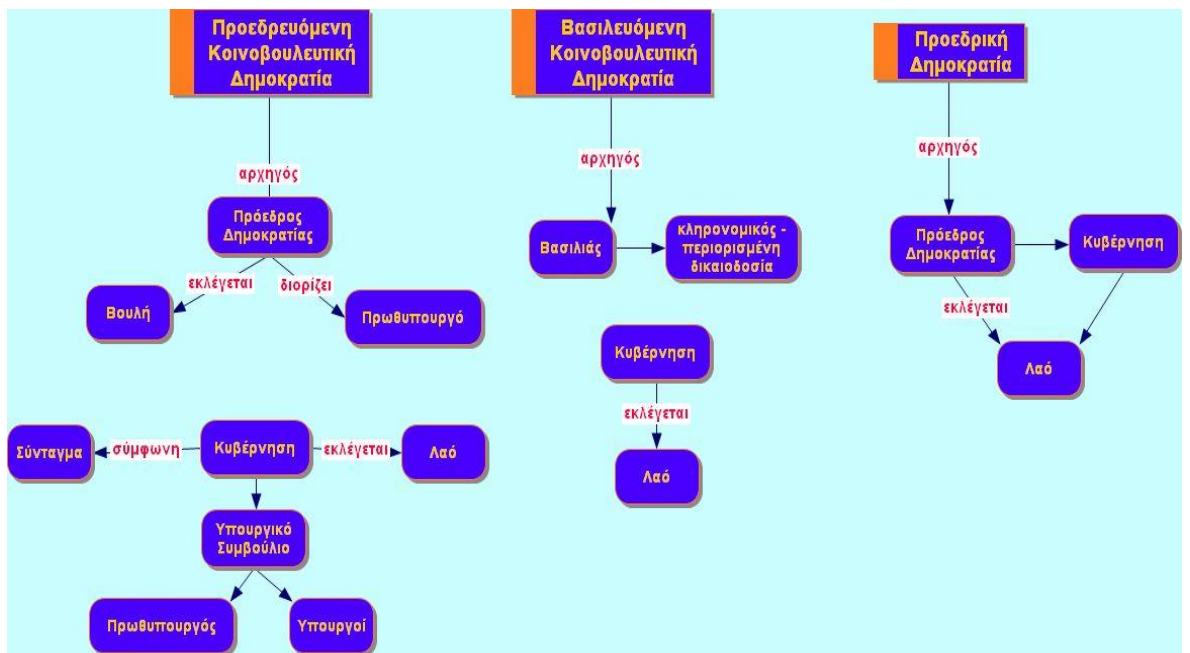 Προεδρευόμενη
Κοινοβουλευτική
Δημοκρατία
αρχηγός
Πρόεδρος
Δημοκρατίας
εκλέγεται
διορίζει
Βουλή
Πρωθυπουργό
Σύνταγμα
σύμφωνη
Κυβέρνηση
εκλέγεται
Λαό
Υπουργικό
Συμβούλιο
Πρωθυπουργός
Υπουργοί
Βασιλευόμενη
Κοινοβουλευτική
Δημοκρατία
αρχηγός
Βασιλιάς
κληρονομικός -
περιορισμένη
δικαιοδοσία
Κυβέρνηση
εκλέγεται
Λαό
Προεδρική
Δημοκρατία
αρχηγός
Πρόεδρος
Δημοκρατίας
Κυβέρνηση
εκλέγεται
Λαό